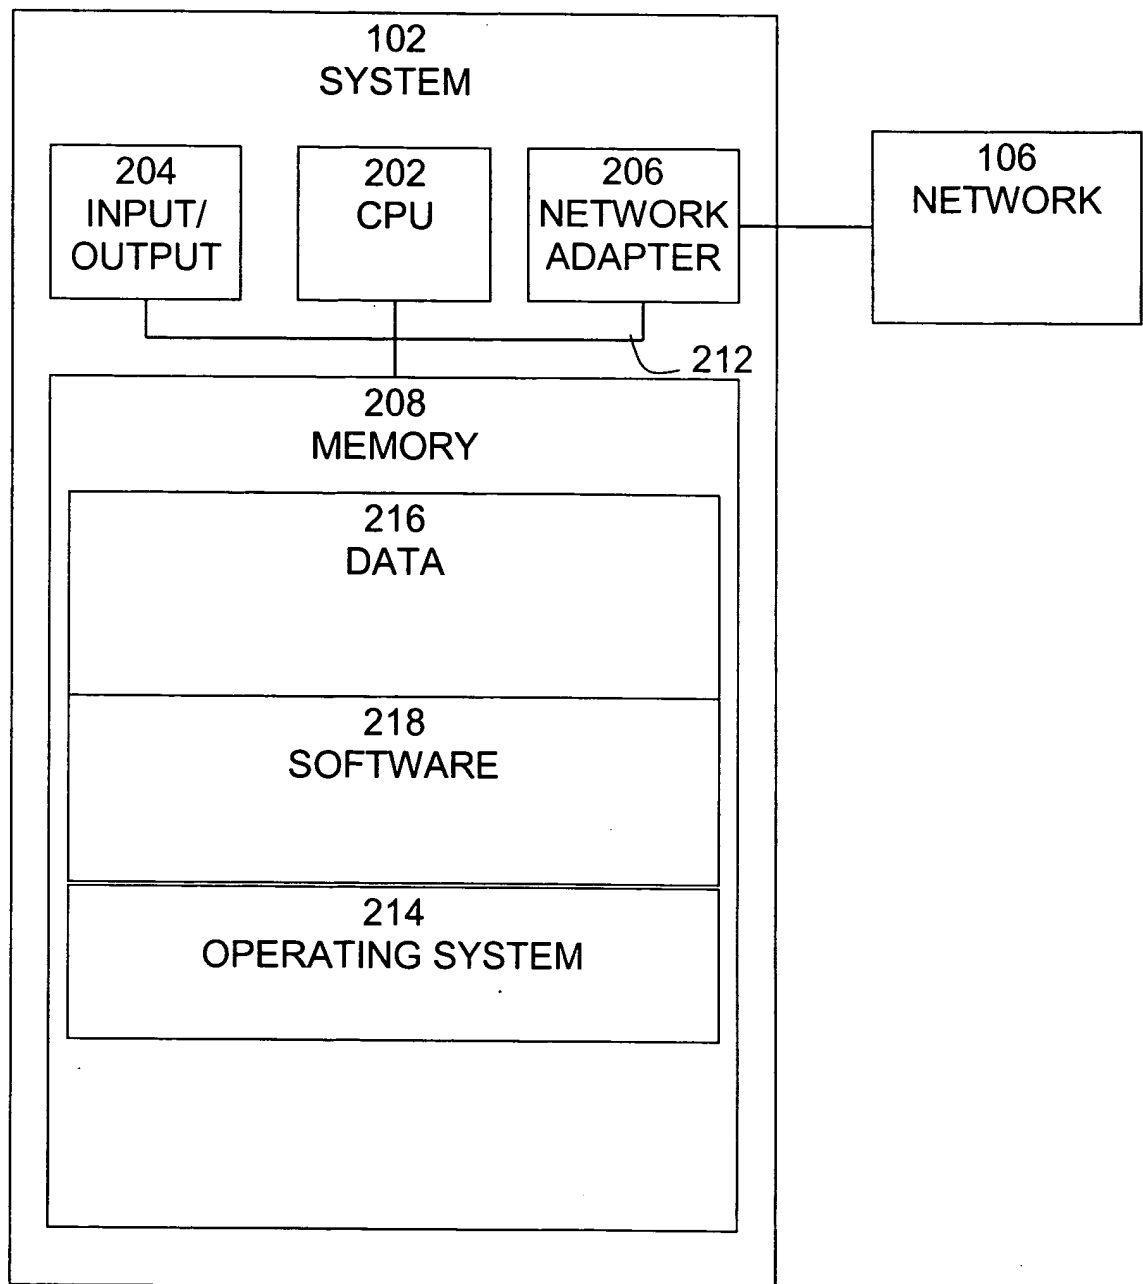 102
SYSTEM
204
INPUT/
OUTPUT
202
CPU
206
NETWORK
ADAPTER
106
NETWORK
212
208
MEMORY
216
DATA
218
SOFTWARE
214
OPERATING SYSTEM